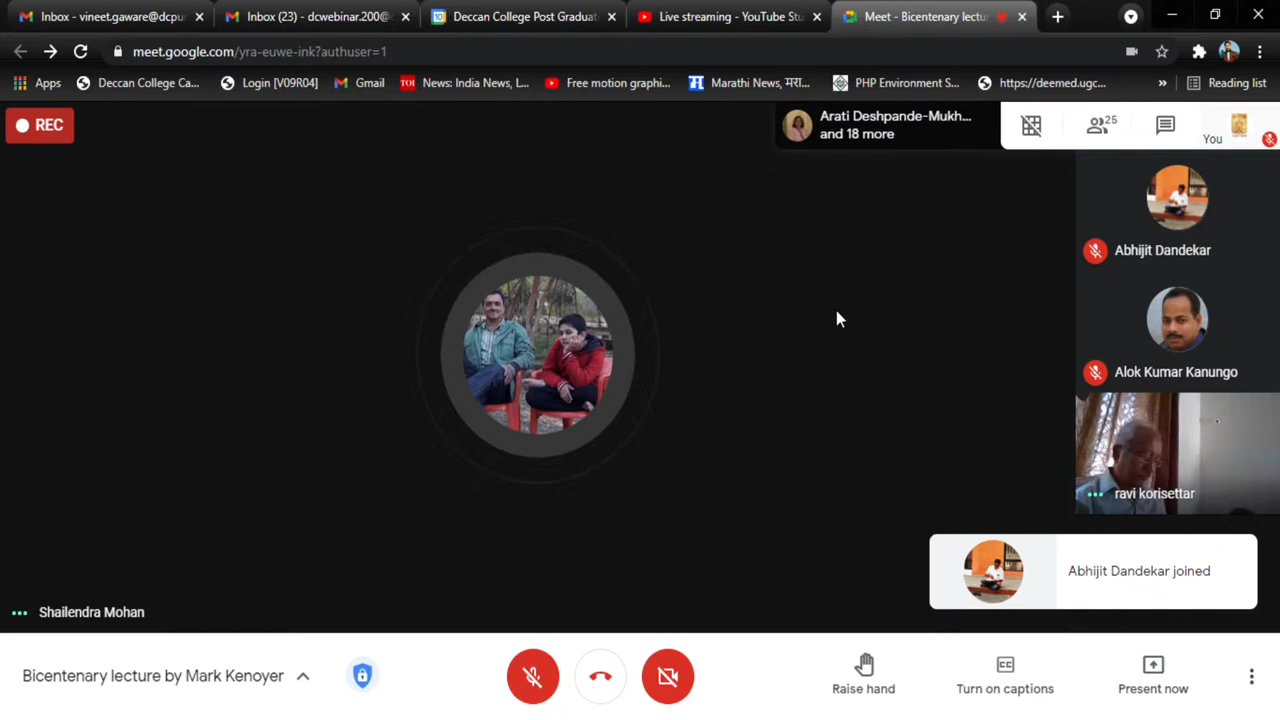 Inbox - vineet.gaware@dcpu
Inbox (23) - dcwebinar.200@
Deccan College Post Graduat
Live streaming - YouTube Stu
Meet - Bicentenary lectu
meet.google.com/yra-euwe-ink?authuser=1
Apps
Deccan College Ca...
Login [V09R04]
Gmail
TOI
News: India News, L...
Free motion graphi...
Marathi News, मरा...
PHP Environment S...
https://deemed.ugc...
»
Reading list
REC
Arati Deshpande-Mukh...
and 18 more
25
You
Abhijit Dandekar
Alok Kumar Kanungo
ravi korisettar
Abhijit Dandekar joined
Shailendra Mohan
Bicentenary lecture by Mark Kenoyer
CC
Raise hand
Turn on captions
Present now